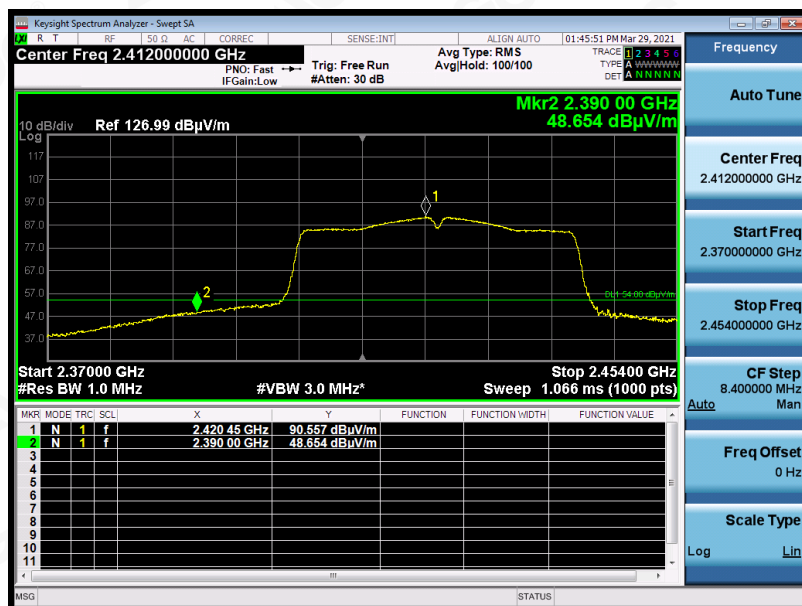 Keysight Spectrum Analyzer - Swept SA
LXI R T RF 50 Ω AC CORREC SENSE:INT ALIGN AUTO 01:45:51 PM Mar 29, 2021
Center Freq 2.412000000 GHz
PNO: Fast
IFGain:Low
Trig: Free Run
#Atten: 30 dB
Avg Type: RMS
Avg|Hold: 100/100
TRACE 1 2 3 4 5 6
TYPE A WWWWW
DET A N N N N N
Mkr2 2.390 00 GHz
48.654 dBµV/m
10 dB/div Ref 126.99 dBµV/m
Log
117
107
97.0
87.0
77.0
67.0
57.0
47.0
37.0
1
2
DL1 54.00 dBµV/m
Start 2.37000 GHz Stop 2.45400 GHz
#Res BW 1.0 MHz #VBW 3.0 MHz* Sweep 1.066 ms (1000 pts)
MKR MODE TRC SCL X Y FUNCTION FUNCTION WIDTH FUNCTION VALUE
1 N 1 f 2.420 45 GHz 90.557 dBµV/m
2 N 1 f 2.390 00 GHz 48.654 dBµV/m
3
4
5
6
7
8
9
10
11
MSG STATUS
Frequency
Auto Tune
Center Freq
2.412000000 GHz
Start Freq
2.370000000 GHz
Stop Freq
2.454000000 GHz
CF Step
8.400000 MHz
Auto Man
Freq Offset
0 Hz
Scale Type
Log Lin